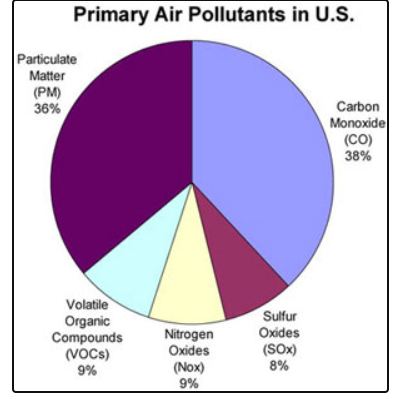 Primary Air Pollutants in U.S.
Particulate
Matter
(PM)
36%
Carbon
Monoxide
(CO)
38%
Volatile
Organic
Compounds
(VOCs)
9%
Nitrogen
Oxides
(Nox)
9%
Sulfur
Oxides
(SOx)
8%